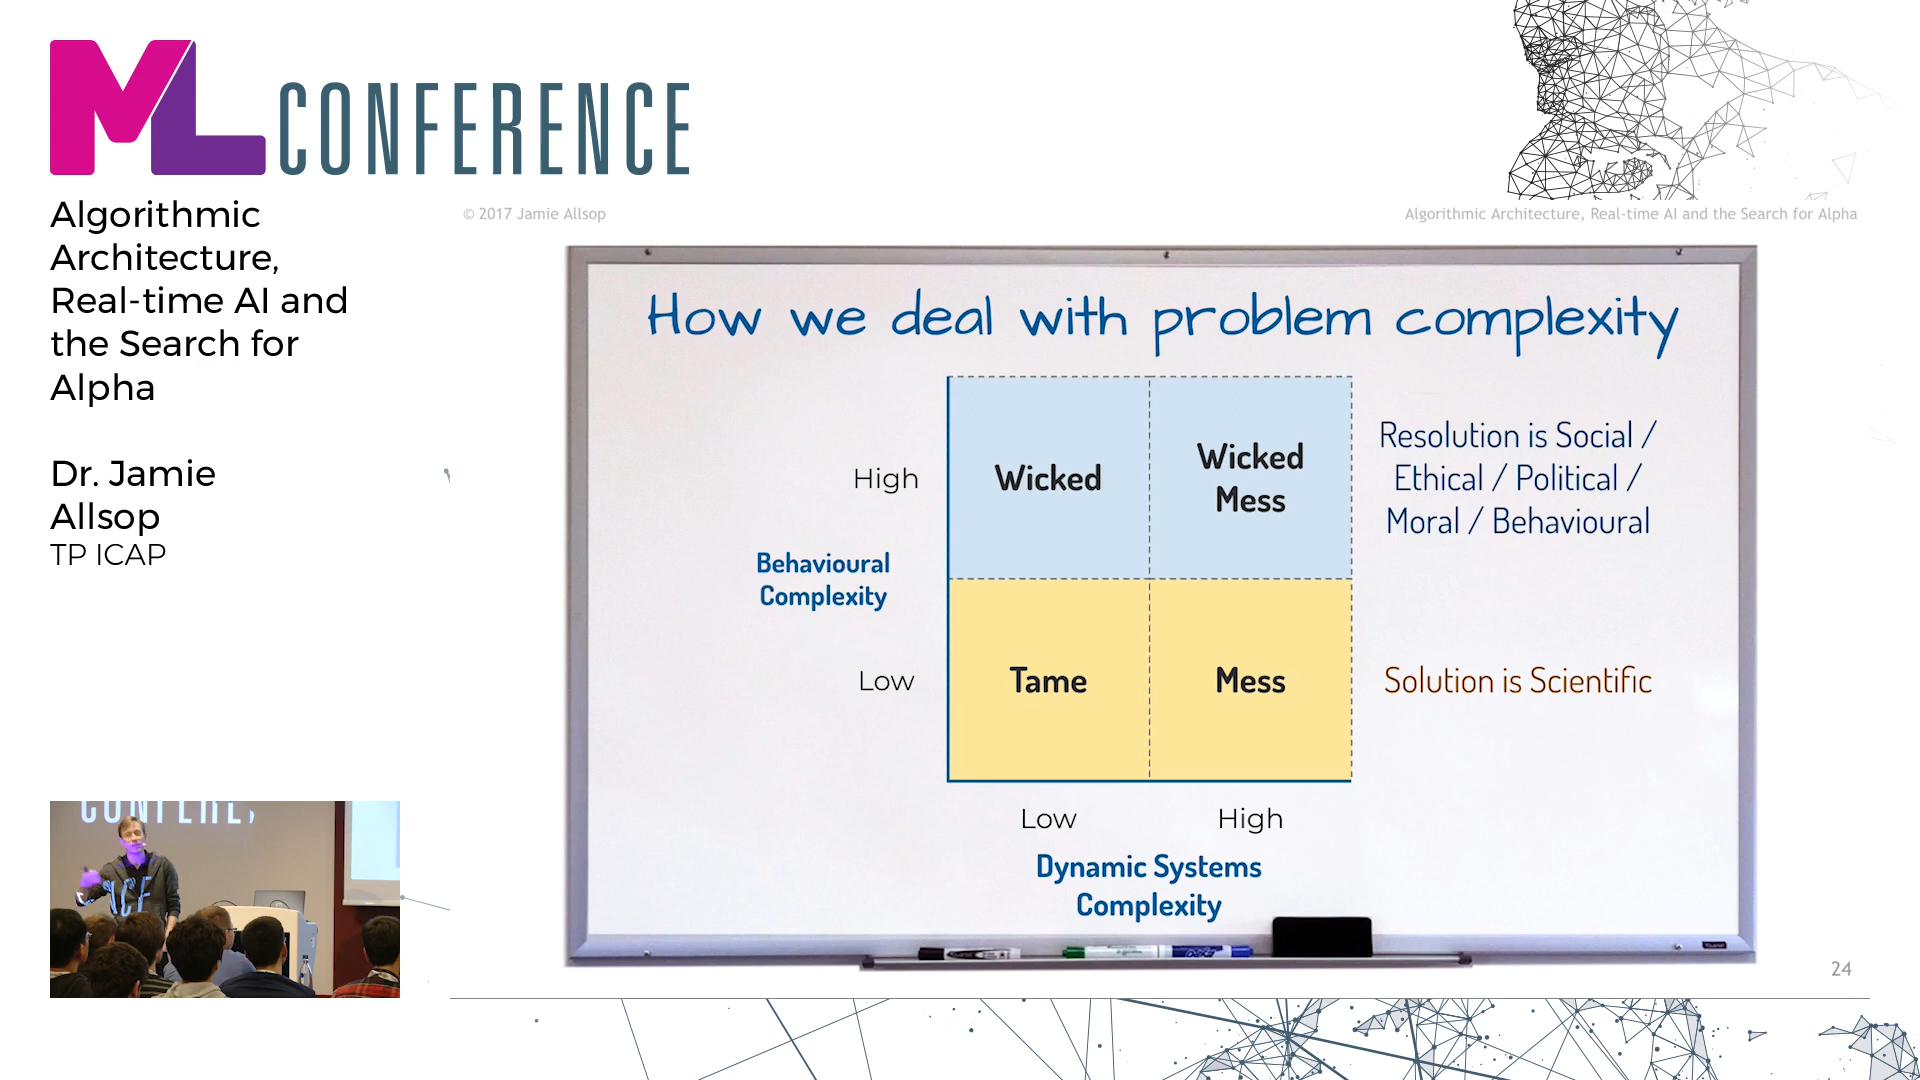 ML CONFERENCE
Algorithmic
Architecture,
Real-time AI and
the Search for
Alpha
Dr. Jamie
Allsop
TP ICAP
© 2017 Jamie Allsop
Algorithmic Architecture, Real-time AI and the Search for Alpha
How we deal with problem complexity
High
Wicked
Wicked
Mess
Resolution is Social /
Ethical / Political /
Moral / Behavioural
Behavioural
Complexity
Low
Tame
Mess
Solution is Scientific
Low
High
Dynamic Systems
Complexity
24